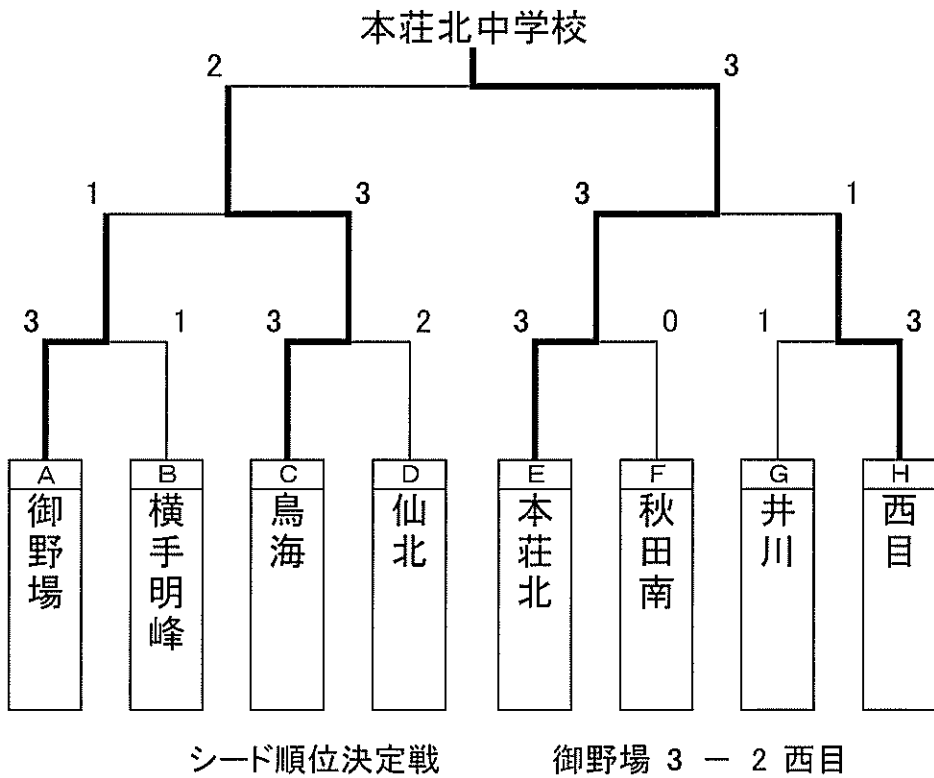 本荘北中学校
2 3
1 3 3 1
3 1 3 2 3 0 1 3
A B C D E F G H
御野場 横手明峰 鳥海 仙北 本荘北 秋田南 井川 西目
シード順位決定戦 御野場 3 － 2 西目